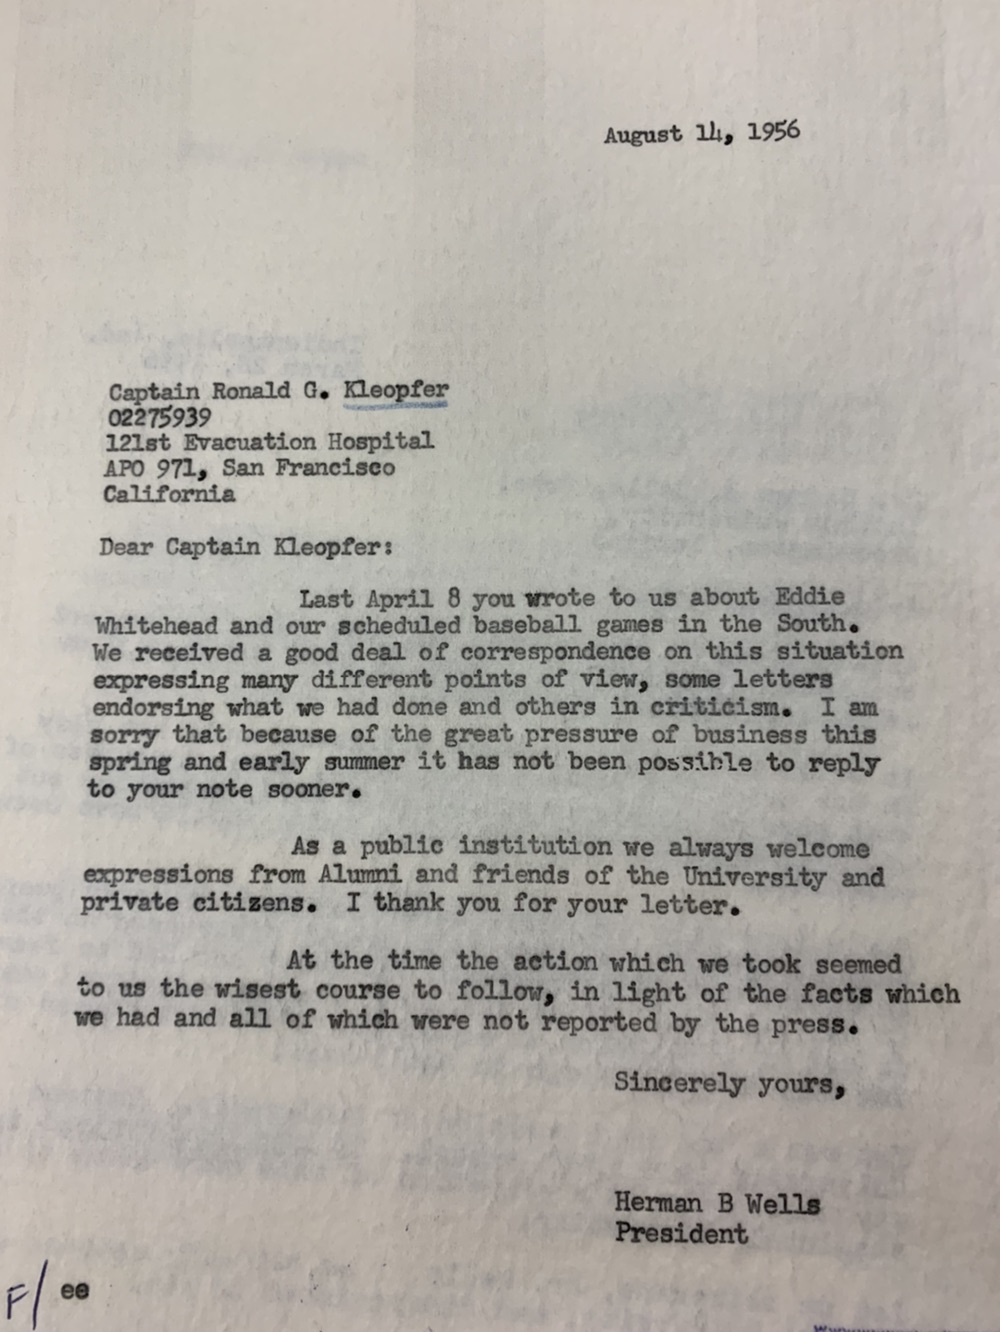 August 14, 1956
Captain Ronald G. Kleopfer
02275939
121st Evacuation Hospital
APO 971, San Francisco
California
Dear Captain Kleopfer:
Last April 8 you wrote to us about Eddie
Whitehead and our scheduled baseball games in the South.
We received a good deal of correspondence on this situation
expressing many different points of view, some letters
endorsing what we had done and others in criticism. I am
sorry that because of the great pressure of business this
spring and early summer it has not been possible to reply
to your note sooner.
As a public institution we always welcome
expressions from Alumni and friends of the University and
private citizens. I thank you for your letter.
At the time the action which we took seemed
to us the wisest course to follow, in light of the facts which
we had and all of which were not reported by the press.
Sincerely yours,
Herman B Wells
President
F/ ee